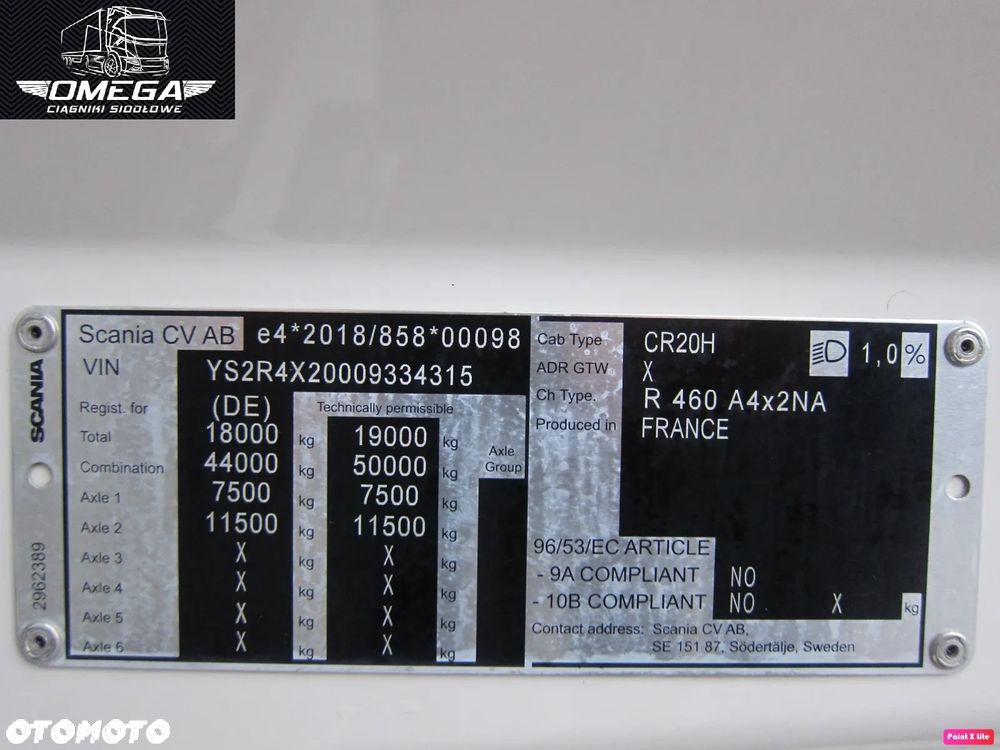 OMEGA
CIĄGNIKI SIODŁOWE
Scania CV AB e4*2018/858*00098
VIN YS2R4X20009334315
Regist. for (DE) Technically permissible
Total 18000 kg 19000 kg
Combination 44000 kg 50000 kg Axle Group
Axle 1 7500 kg 7500 kg
Axle 2 11500 kg 11500 kg
Axle 3 X kg X kg
Axle 4 X kg X kg
Axle 5 X kg X kg
Axle 6 X kg X kg
Cab Type CR20H 1,0 %
ADR GTW X
Ch Type. R 460 A4x2NA
Produced in FRANCE
96/53/EC ARTICLE
- 9A COMPLIANT NO
- 10B COMPLIANT NO X kg
Contact address: Scania CV AB,
SE 151 87, Södertälje, Sweden
SCANIA
2962389
OTOMOTO
Paint X Lite